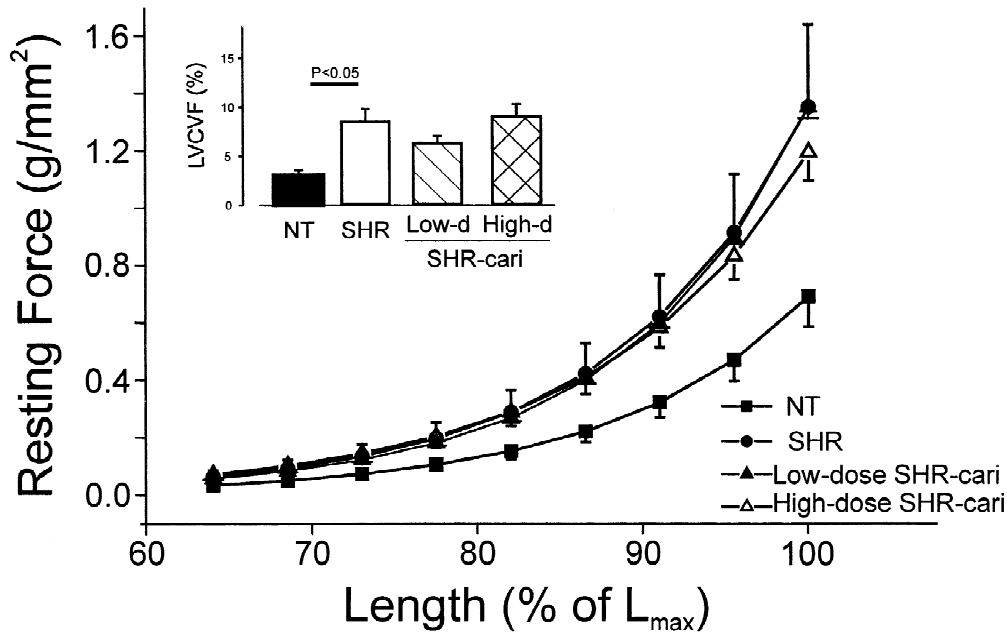 1.6
1.2
0.8
0.4
0.0
Resting Force (g/mm²)
15
10
5
0
LVCVF (%)
P<0.05
NT
SHR
Low-d
High-d
SHR-cari
NT
SHR
Low-dose SHR-cari
High-dose SHR-cari
60
70
80
90
100
Length (% of Lmax)